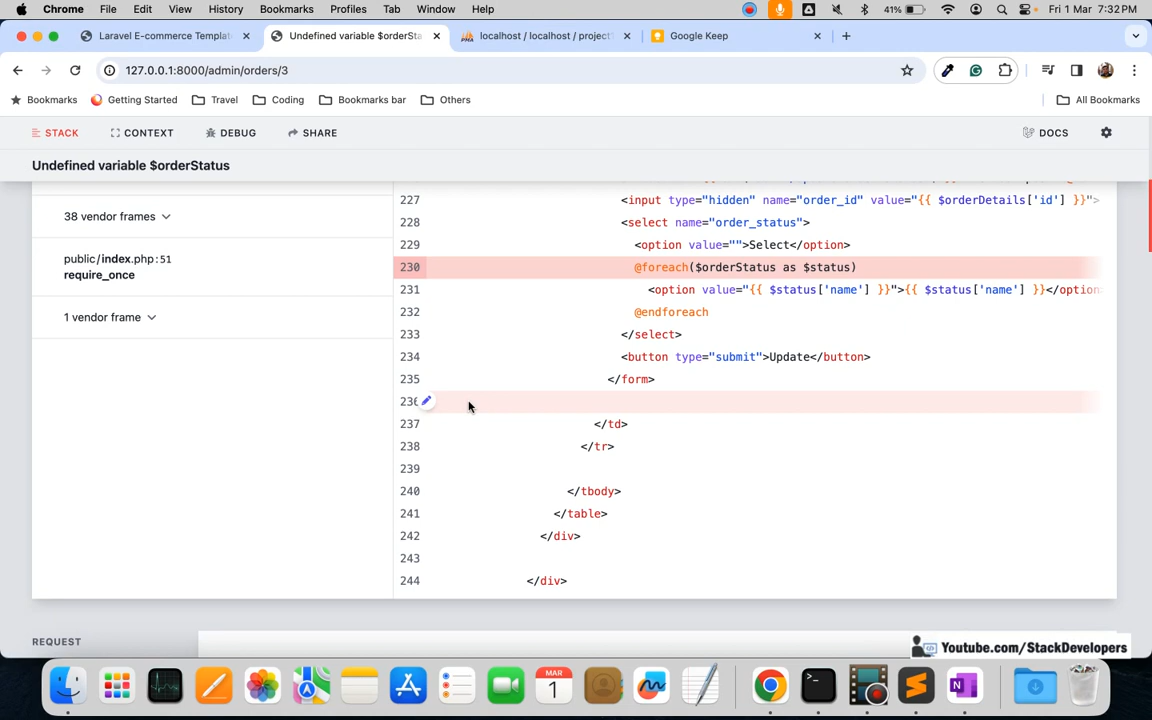 Chrome File Edit View History Bookmarks Profiles Tab Window Help 41% Fri 1 Mar 7:32 PM
Laravel E-commerce Templat Undefined variable $orderSta localhost / localhost / project1 Google Keep
127.0.0.1:8000/admin/orders/3
Bookmarks Getting Started Travel Coding Bookmarks bar Others All Bookmarks
STACK CONTEXT DEBUG SHARE DOCS
Undefined variable $orderStatus
38 vendor frames
public/index.php:51
require_once
1 vendor frame
227 <input type="hidden" name="order_id" value="{{ $orderDetails['id'] }}">
228 <select name="order_status">
229 <option value="">Select</option>
230 @foreach($orderStatus as $status)
231 <option value="{{ $status['name'] }}">{{ $status['name'] }}</option
232 @endforeach
233 </select>
234 <button type="submit">Update</button>
235 </form>
236
237 </td>
238 </tr>
239
240 </tbody>
241 </table>
242 </div>
243
244 </div>
REQUEST
Youtube.com/StackDevelopers
MAR
1